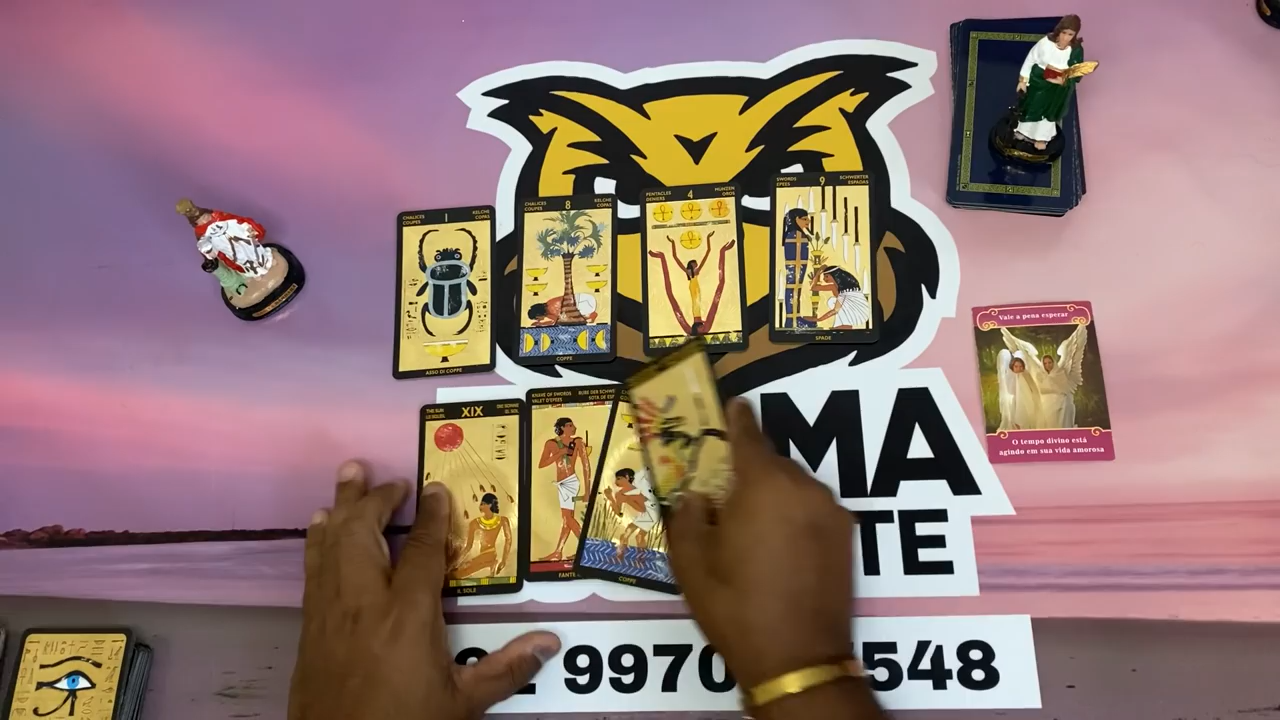 CHALICES 1 KELCHE
COUPES COPAS
ASSO DI COPPE
CHALICES 8 KELCHE
COUPES COPAS
COPPE
PENTACLES 4 MÜNZEN
DENIERS OROS
SWORDS 9 SCHWERTER
EPEES ESPADAS
SPADE
Vale a pena esperar
O tempo divino está
agindo em sua vida amorosa
THE SUN XIX
LE SOLEIL
IL SOLE
KNAVE OF SWORDS
VALET D'EPEES
FANTE
COPPE
MA
TE
9970 548